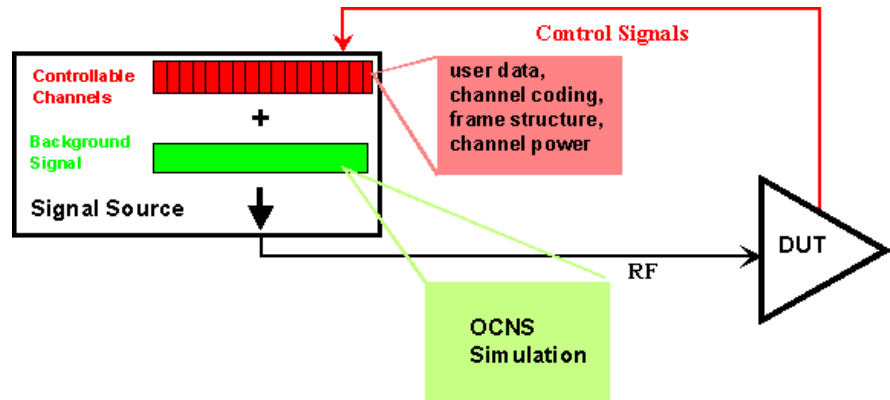 Control Signals
Controllable
Channels
user data,
channel coding,
frame structure,
channel power
+
Background
Signal
Signal Source
DUT
RF
OCNS
Simulation